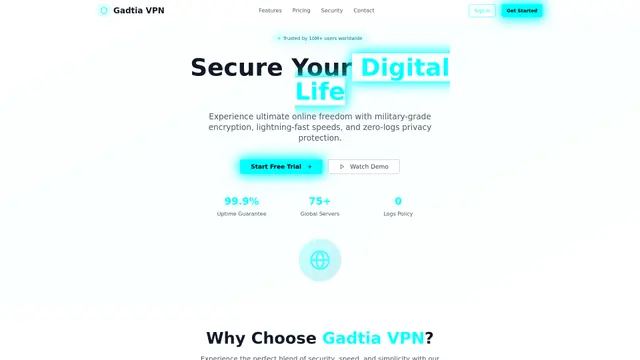 Gadtia VPN
Features
Pricing
Security
Contact
Sign In
Get Started
Trusted by 10M+ users worldwide
Secure Your Digital
Life
Experience ultimate online freedom with military-grade
encryption, lightning-fast speeds, and zero-logs privacy
protection.
Start Free Trial →
Watch Demo
99.9%
Uptime Guarantee
75+
Global Servers
0
Logs Policy
Why Choose Gadtia VPN?
Experience the perfect blend of security, speed, and simplicity with our